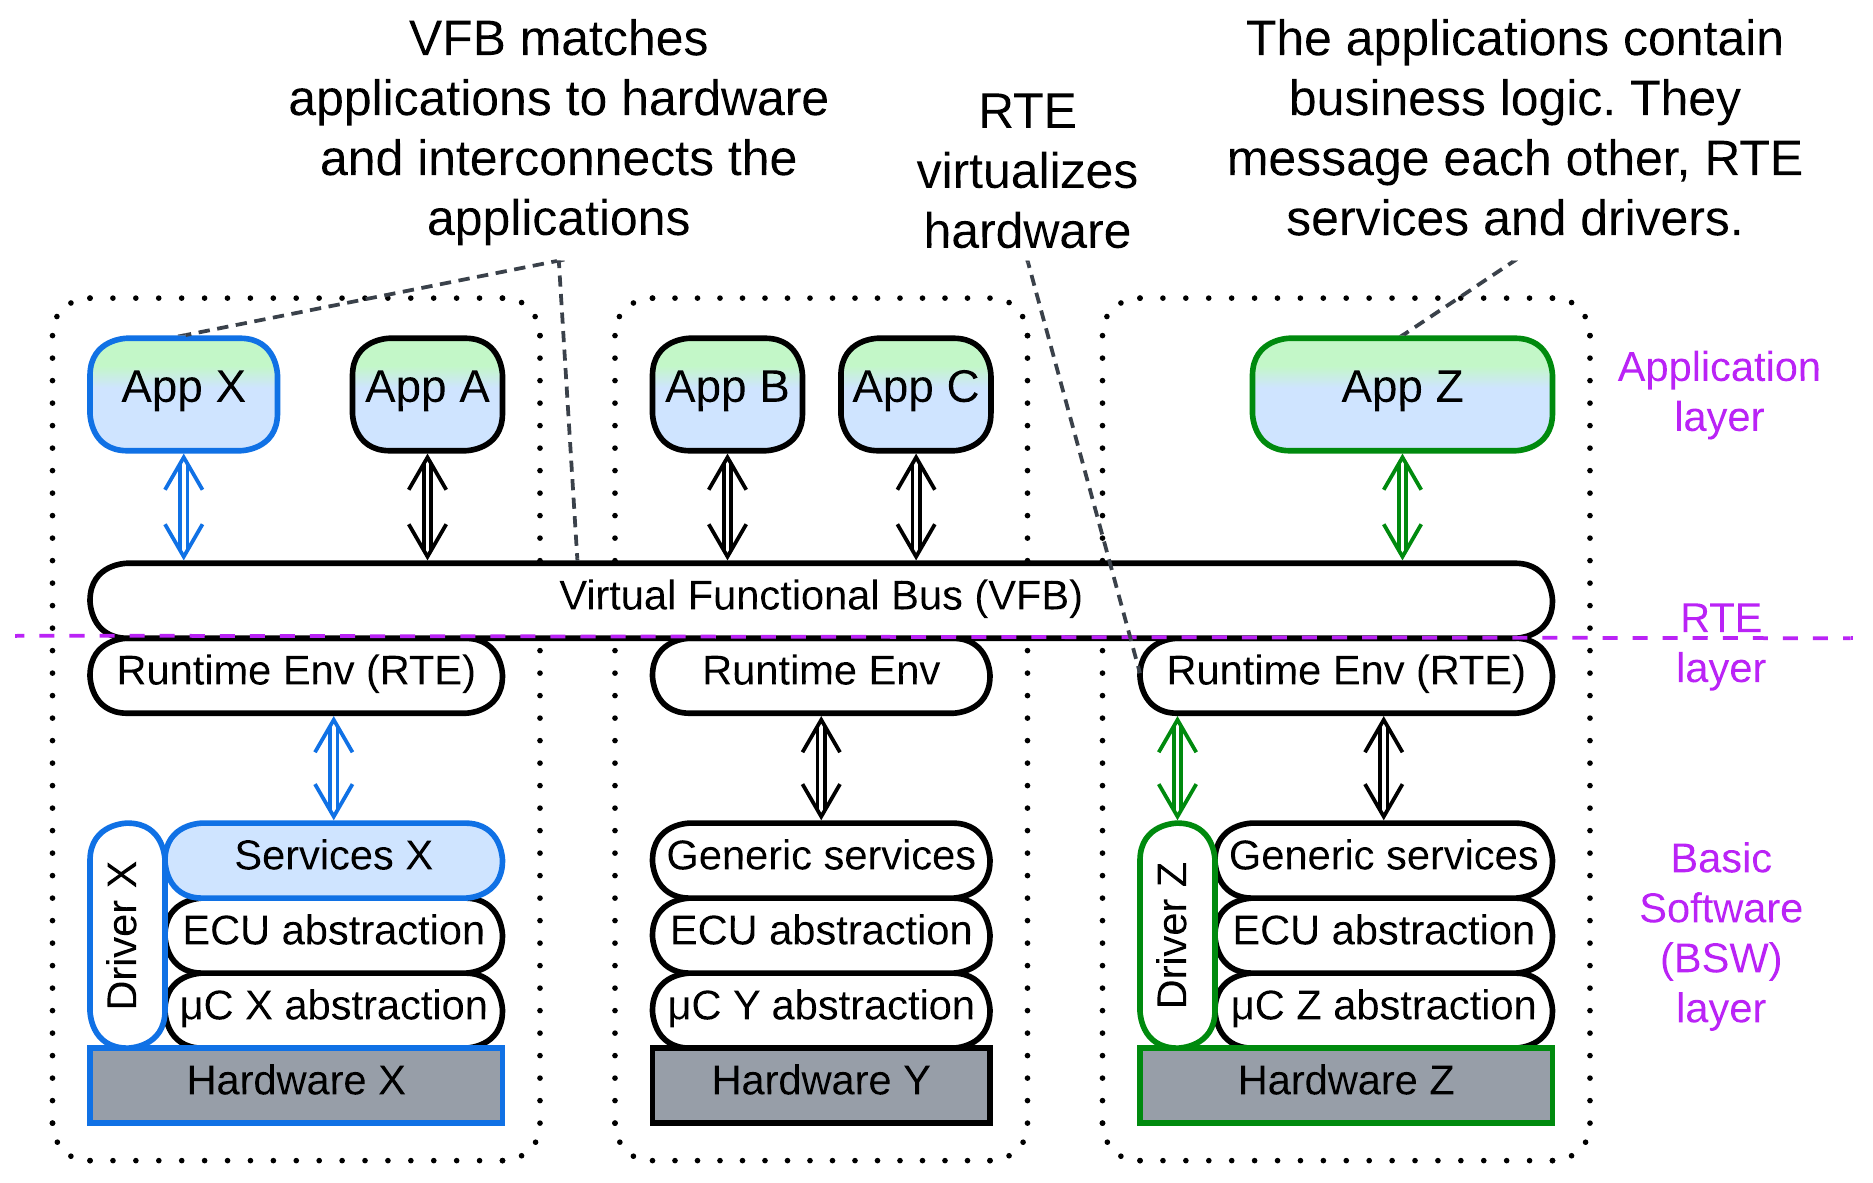 VFB matches
applications to hardware
and interconnects the
applications
RTE
virtualizes
hardware
The applications contain
business logic. They
message each other, RTE
services and drivers.
App X
App A
App B
App C
App Z
Application
layer
Virtual Functional Bus (VFB)
RTE
layer
Runtime Env (RTE)
Runtime Env
Runtime Env (RTE)
Driver X
Services X
ECU abstraction
μC X abstraction
Hardware X
Generic services
ECU abstraction
μC Y abstraction
Hardware Y
Driver Z
Generic services
ECU abstraction
μC Z abstraction
Hardware Z
Basic
Software
(BSW)
layer